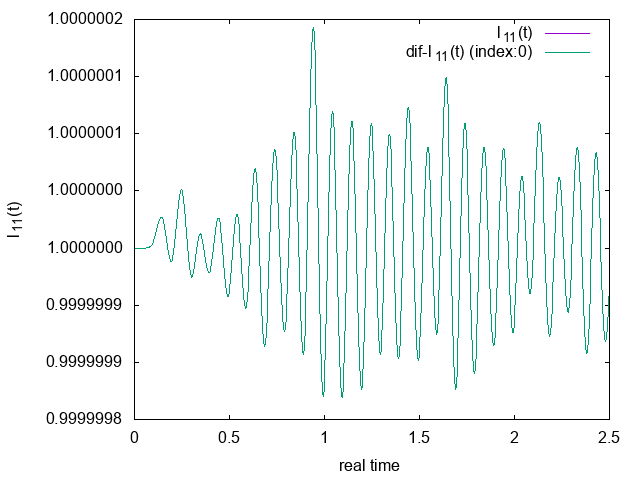 1.0000002
1.0000001
1.0000001
1.0000000
1.0000000
0.9999999
0.9999999
0.9999998
I11(t)
dif-I11(t) (index:0)
I11(t)
0 0.5 1 1.5 2 2.5
real time